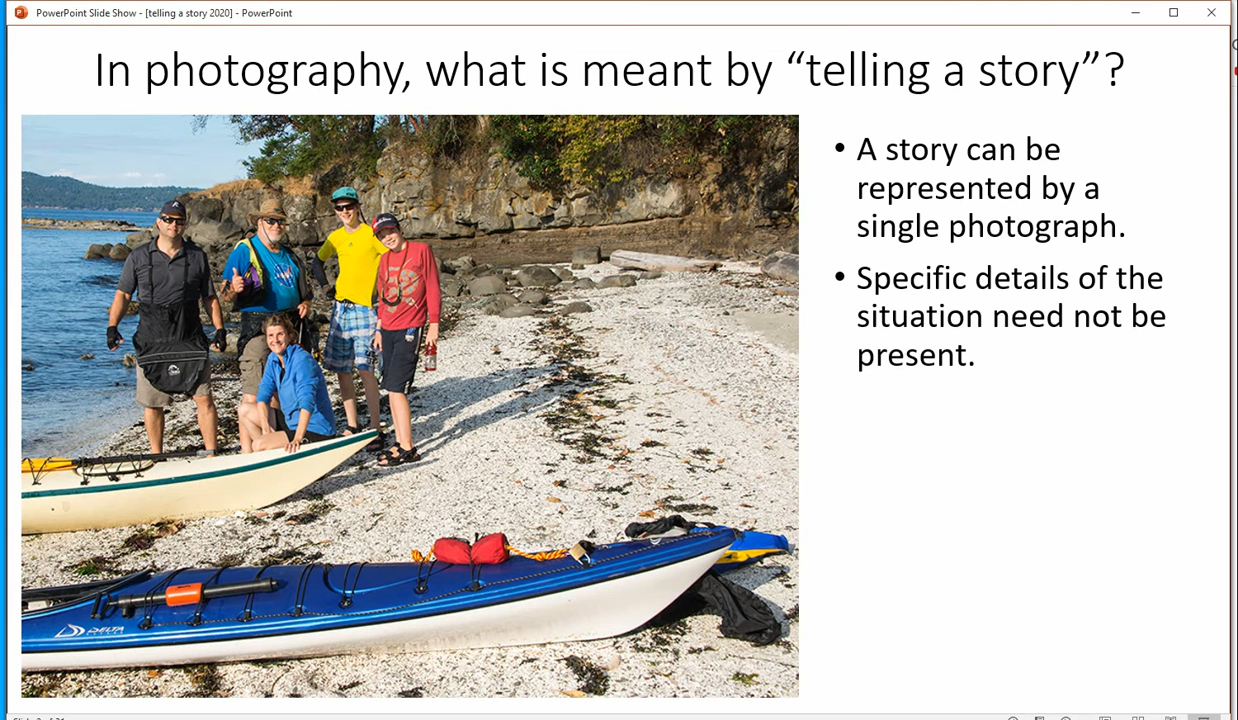 PowerPoint Slide Show - [telling a story 2020] - PowerPoint
In photography, what is meant by “telling a story”?
• A story can be
represented by a
single photograph.
• Specific details of the
situation need not be
present.
DELTA